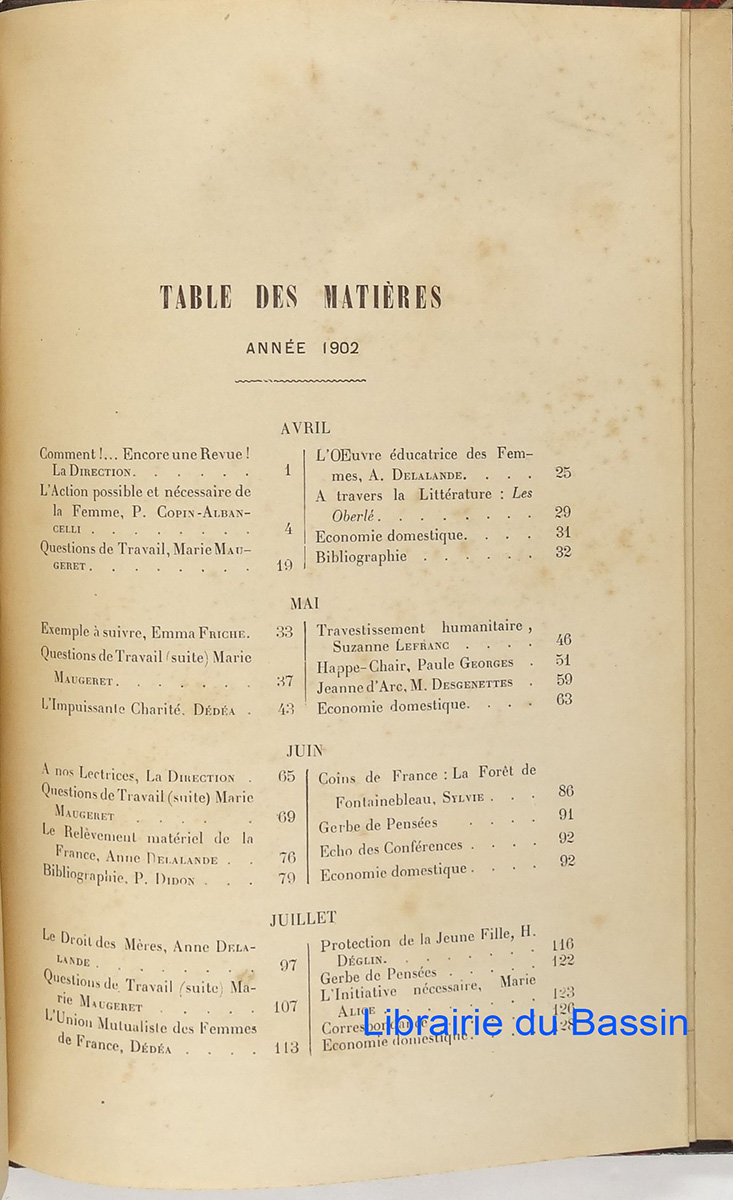 TABLE DES MATIÈRES
ANNÉE 1902
AVRIL
Comment !... Encore une Revue !
LA DIRECTION. . . . . . 1
L'Action possible et nécessaire de
la Femme, P. COPIN-ALBAN-
CELLI . . . . . . . . 4
Questions de Travail, Marie MAU-
GERET. . . . . . . . 19
L'OEuvre éducatrice des Fem-
mes, A. DELALANDE. . . . 25
A travers la Littérature : Les
Oberlé. . . . . . . . 29
Economie domestique. . . . 31
Bibliographie . . . . . . 32
MAI
Exemple à suivre, Emma FRICHE. 33
Questions de Travail (suite) Marie
MAUGERET. . . . . . . 37
L'Impuissante Charité, DÉDÉA . 43
Travestissement humanitaire ,
Suzanne LEFRANC . . . . 46
Happe-Chair, Paule GEORGES . 51
Jeanne d'Arc, M. DESGENETTES . 59
Economie domestique. . . . 63
JUIN
A nos Lectrices, LA DIRECTION . 65
Questions de Travail (suite) Marie
MAUGERET . . . . . 69
Le Relèvement matériel de la
France, Anne DELALANDE . . 76
Bibliographie, P. DIDON . . . 79
Coins de France : La Forêt de
Fontainebleau, SYLVIE . . . 86
Gerbe de Pensées . . . . 91
Echo des Conférences . . . . 92
Economie domestique . . . . 92
JUILLET
Le Droit des Mères, Anne DELA-
LANDE . . . . . . . 97
Questions de Travail (suite) Ma-
rie MAUGERET . . . . . 107
L'Union Mutualiste des Femmes
de France, DÉDÉA . . . . 113
Protection de la Jeune Fille, H.
DÉGLIN. . . . . . . 116
Gerbe de Pensées . . . . . 122
L'Initiative nécessaire, Marie
ALICE . . . . . . . 123
Correspondance 126
Economie domestique. . . 128
Librairie du Bassin